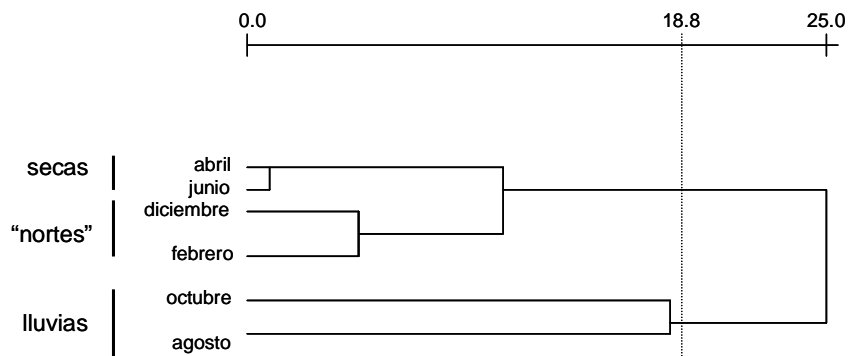 0.0 18.8 25.0
secas
abril
junio
"nortes"
diciembre
febrero
lluvias
octubre
agosto